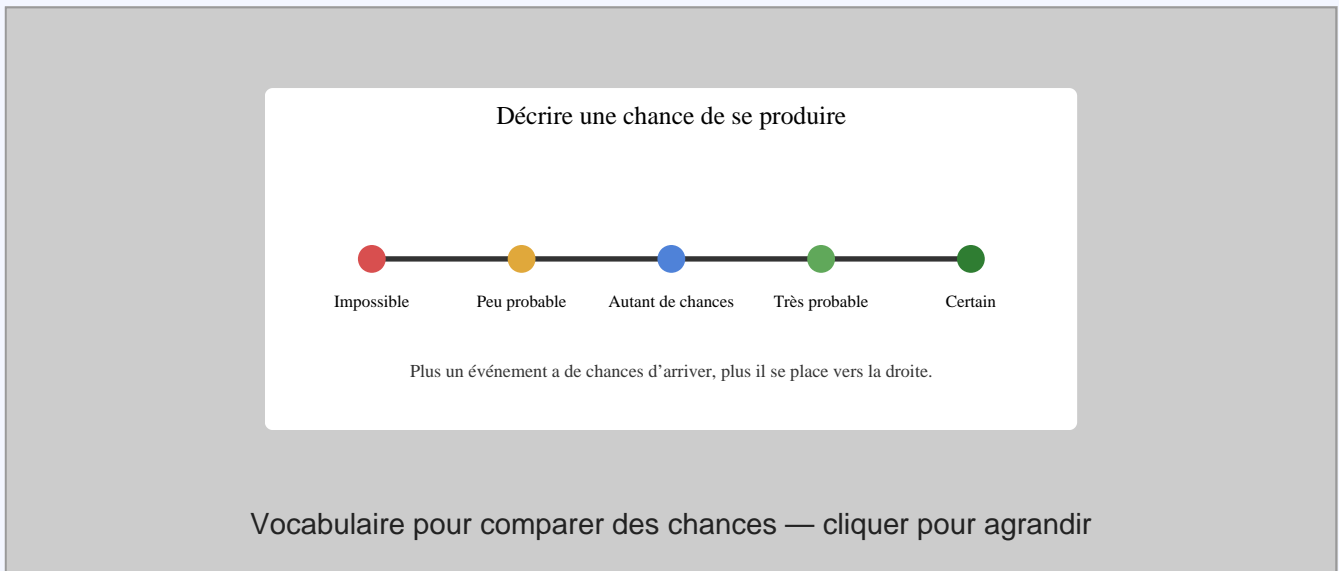 Décrire une chance de se produire
Impossible Peu probable Autant de chances Très probable Certain
Plus un événement a de chances d’arriver, plus il se place vers la droite.
Vocabulaire pour comparer des chances — cliquer pour agrandir